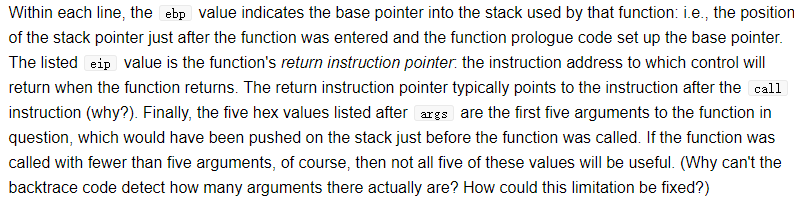 Within each line, the ebp value indicates the base pointer into the stack used by that function: i.e., the position
of the stack pointer just after the function was entered and the function prologue code set up the base pointer.
The listed eip value is the function's return instruction pointer: the instruction address to which control will
return when the function returns. The return instruction pointer typically points to the instruction after the call
instruction (why?). Finally, the five hex values listed after args are the first five arguments to the function in
question, which would have been pushed on the stack just before the function was called. If the function was
called with fewer than five arguments, of course, then not all five of these values will be useful. (Why can't the
backtrace code detect how many arguments there actually are? How could this limitation be fixed?)